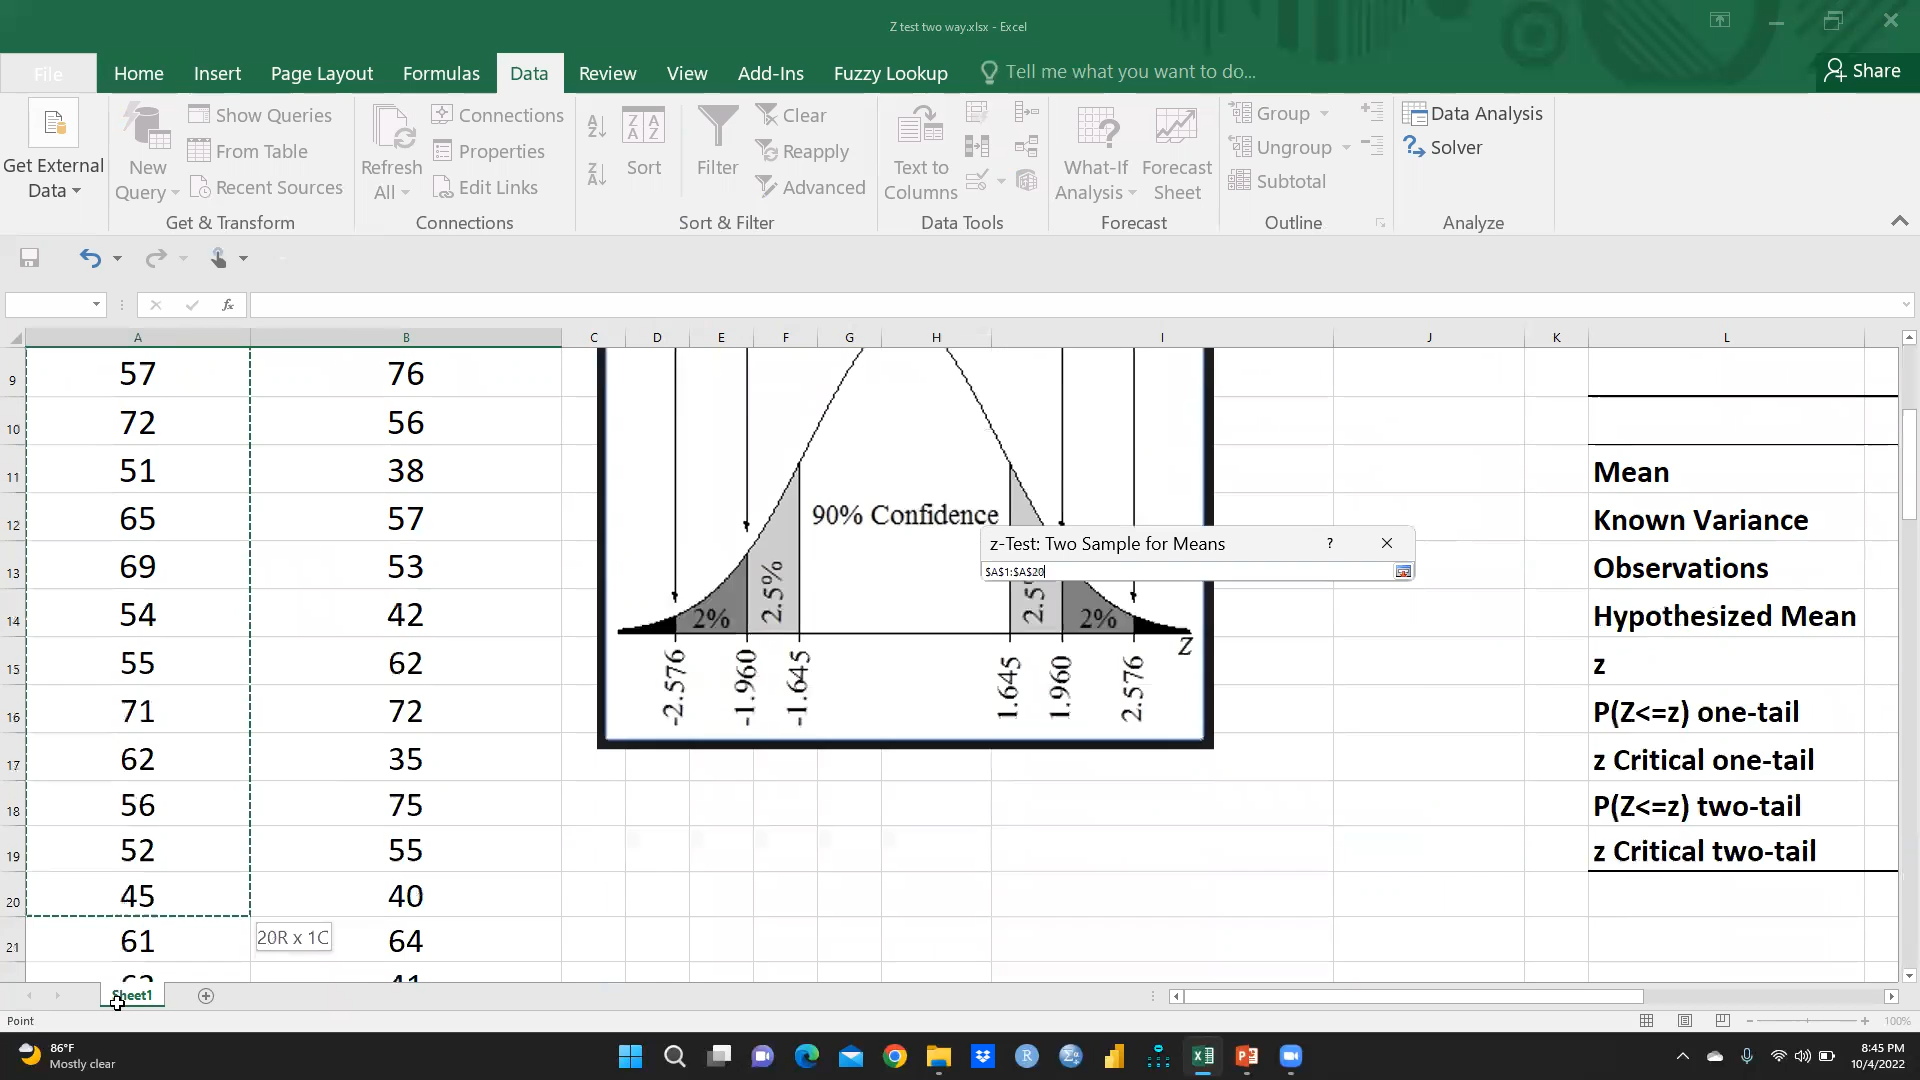 Z test two way.xlsx - Excel
File
Home
Insert
Page Layout
Formulas
Data
Review
View
Add-Ins
Fuzzy Lookup
Tell me what you want to do...
Share
Get External
Data
New
Query
Show Queries
From Table
Recent Sources
Get & Transform
Refresh
All
Connections
Properties
Edit Links
Connections
Sort
Filter
Clear
Reapply
Advanced
Sort & Filter
Text to
Columns
Data Tools
What-If
Analysis
Forecast
Sheet
Forecast
Group
Ungroup
Subtotal
Outline
Data Analysis
Solver
Analyze
fx
A B C D E F G H I J K L
9 57 76
10 72 56
11 51 38 Mean
12 65 57 Known Variance
13 69 53 Observations
14 54 42 Hypothesized Mean
15 55 62 z
16 71 72 P(Z<=z) one-tail
17 62 35 z Critical one-tail
18 56 75 P(Z<=z) two-tail
19 52 55 z Critical two-tail
20 45 40
21 61 64
90% Confidence
2% 2.5% 2.5% 2%
-2.576 -1.960 -1.645 1.645 1.960 2.576 Z
z-Test: Two Sample for Means ?
$A$1:$A$20
20R x 1C
Sheet1
Point
100%
86°F
Mostly clear
8:45 PM
10/4/2022